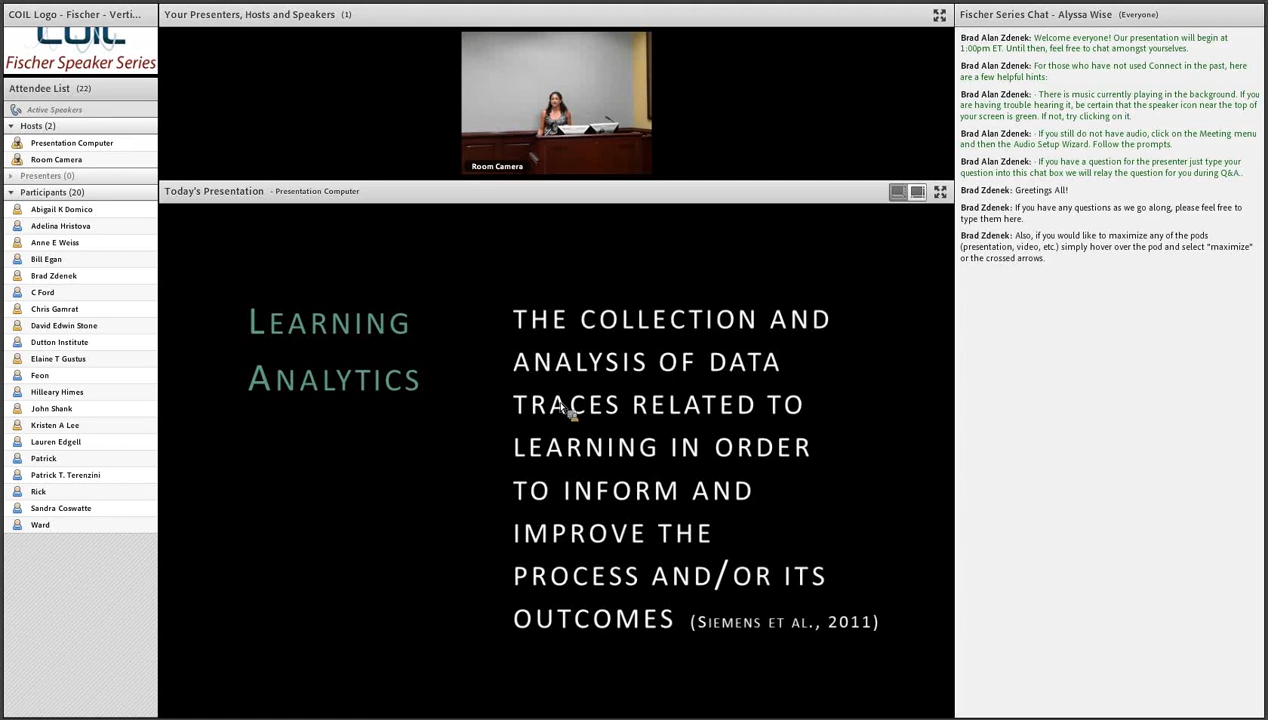 COIL Logo - Fischer - Verti...
COIL
Fischer Speaker Series
Attendee List (22)
Active Speakers
Hosts (2)
Presentation Computer
Room Camera
Presenters (0)
Participants (20)
Abigail K Domico
Adelina Hristova
Anne E Weiss
Bill Egan
Brad Zdenek
C Ford
Chris Gamrat
David Edwin Stone
Dutton Institute
Elaine T Gustus
Feon
Hilleary Himes
John Shank
Kristen A Lee
Lauren Edgell
Patrick
Patrick T. Terenzini
Rick
Sandra Coswatte
Ward
Your Presenters, Hosts and Speakers (1)
Room Camera
Today's Presentation - Presentation Computer
LEARNING
ANALYTICS
THE COLLECTION AND
ANALYSIS OF DATA
TRACES RELATED TO
LEARNING IN ORDER
TO INFORM AND
IMPROVE THE
PROCESS AND/OR ITS
OUTCOMES (SIEMENS ET AL., 2011)
Fischer Series Chat - Alyssa Wise (Everyone)
Brad Alan Zdenek: Welcome everyone! Our presentation will begin at
1:00pm ET. Until then, feel free to chat amongst yourselves.
Brad Alan Zdenek: For those who have not used Connect in the past, here
are a few helpful hints:
Brad Alan Zdenek: - There is music currently playing in the background. If you
are having trouble hearing it, be certain that the speaker icon near the top of
your screen is green. If not, try clicking on it.
Brad Alan Zdenek: - If you still do not have audio, click on the Meeting menu
and then the Audio Setup Wizard. Follow the prompts.
Brad Alan Zdenek: - If you have a question for the presenter just type your
question into this chat box we will relay the question for you during Q&A..
Brad Zdenek: Greetings All!
Brad Zdenek: If you have any questions as we go along, please feel free to
type them here.
Brad Zdenek: Also, if you would like to maximize any of the pods
(presentation, video, etc.) simply hover over the pod and select "maximize"
or the crossed arrows.